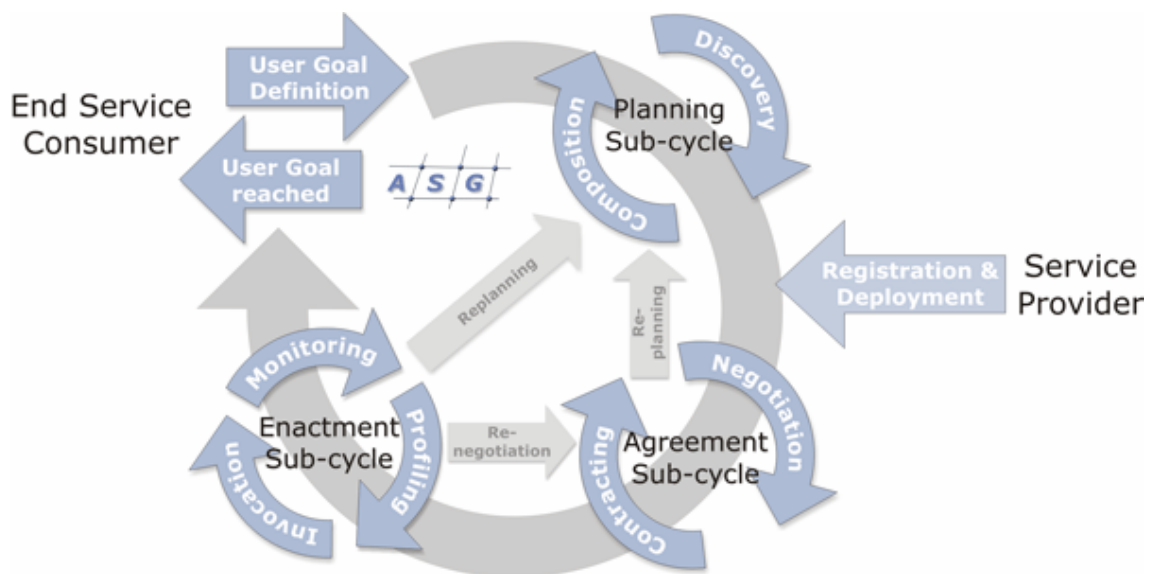 User Goal
Definition
End Service
Consumer
User Goal
reached
A S G
Discovery
Planning
Sub-cycle
Composition
Replanning
Re-
planning
Registration &
Deployment
Service
Provider
Monitoring
Enactment
Sub-cycle
Profiling
Invocation
Re-
negotiation
Negotiation
Agreement
Sub-cycle
Contracting